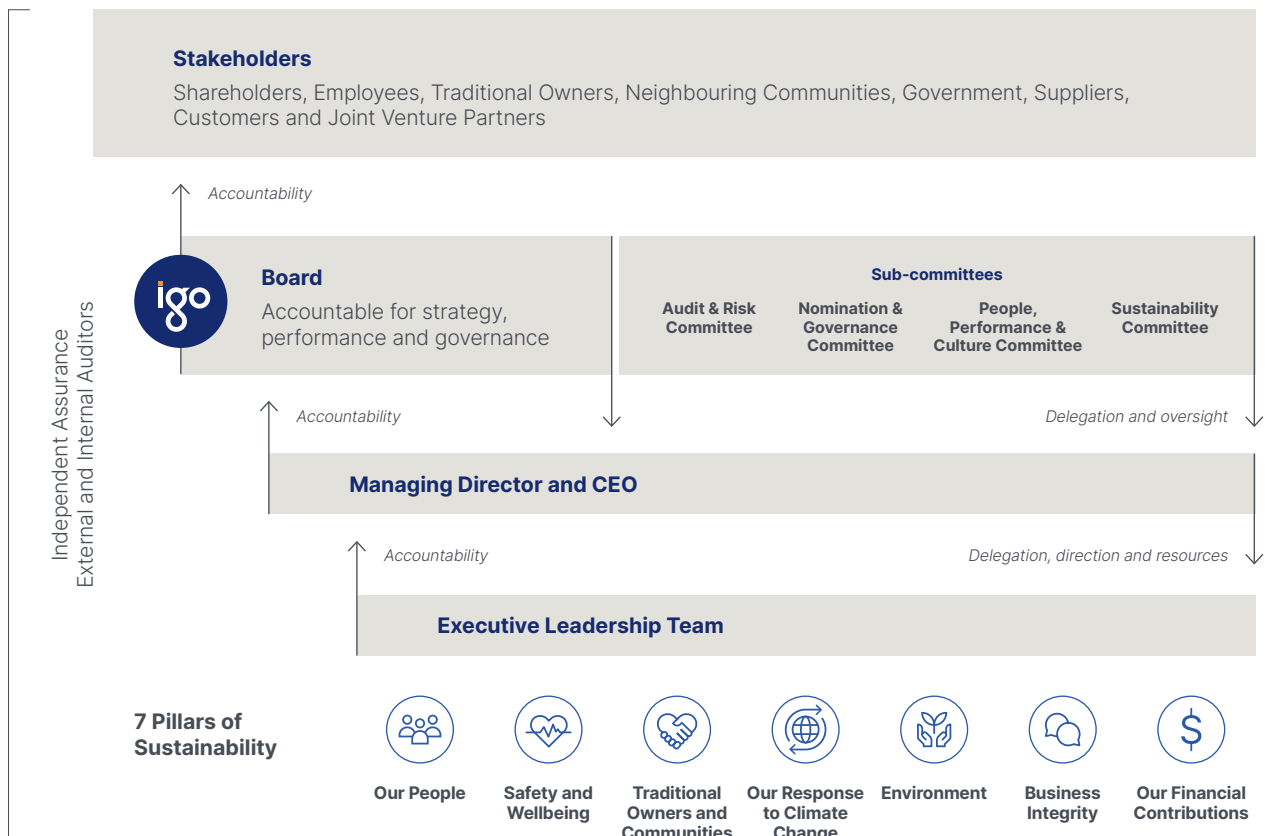 Stakeholders
Shareholders, Employees, Traditional Owners, Neighbouring Communities, Government, Suppliers,
Customers and Joint Venture Partners
Accountability
igo
Board
Accountable for strategy,
performance and governance
Sub-committees
Audit & Risk
Committee
Nomination &
Governance
Committee
People,
Performance &
Culture Committee
Sustainability
Committee
Accountability
Delegation and oversight
Managing Director and CEO
Accountability
Delegation, direction and resources
Executive Leadership Team
Independent Assurance
External and Internal Auditors
7 Pillars of
Sustainability
Our People
Safety and
Wellbeing
Traditional
Owners and
Communities
Our Response
to Climate
Change
Environment
Business
Integrity
$
Our Financial
Contributions